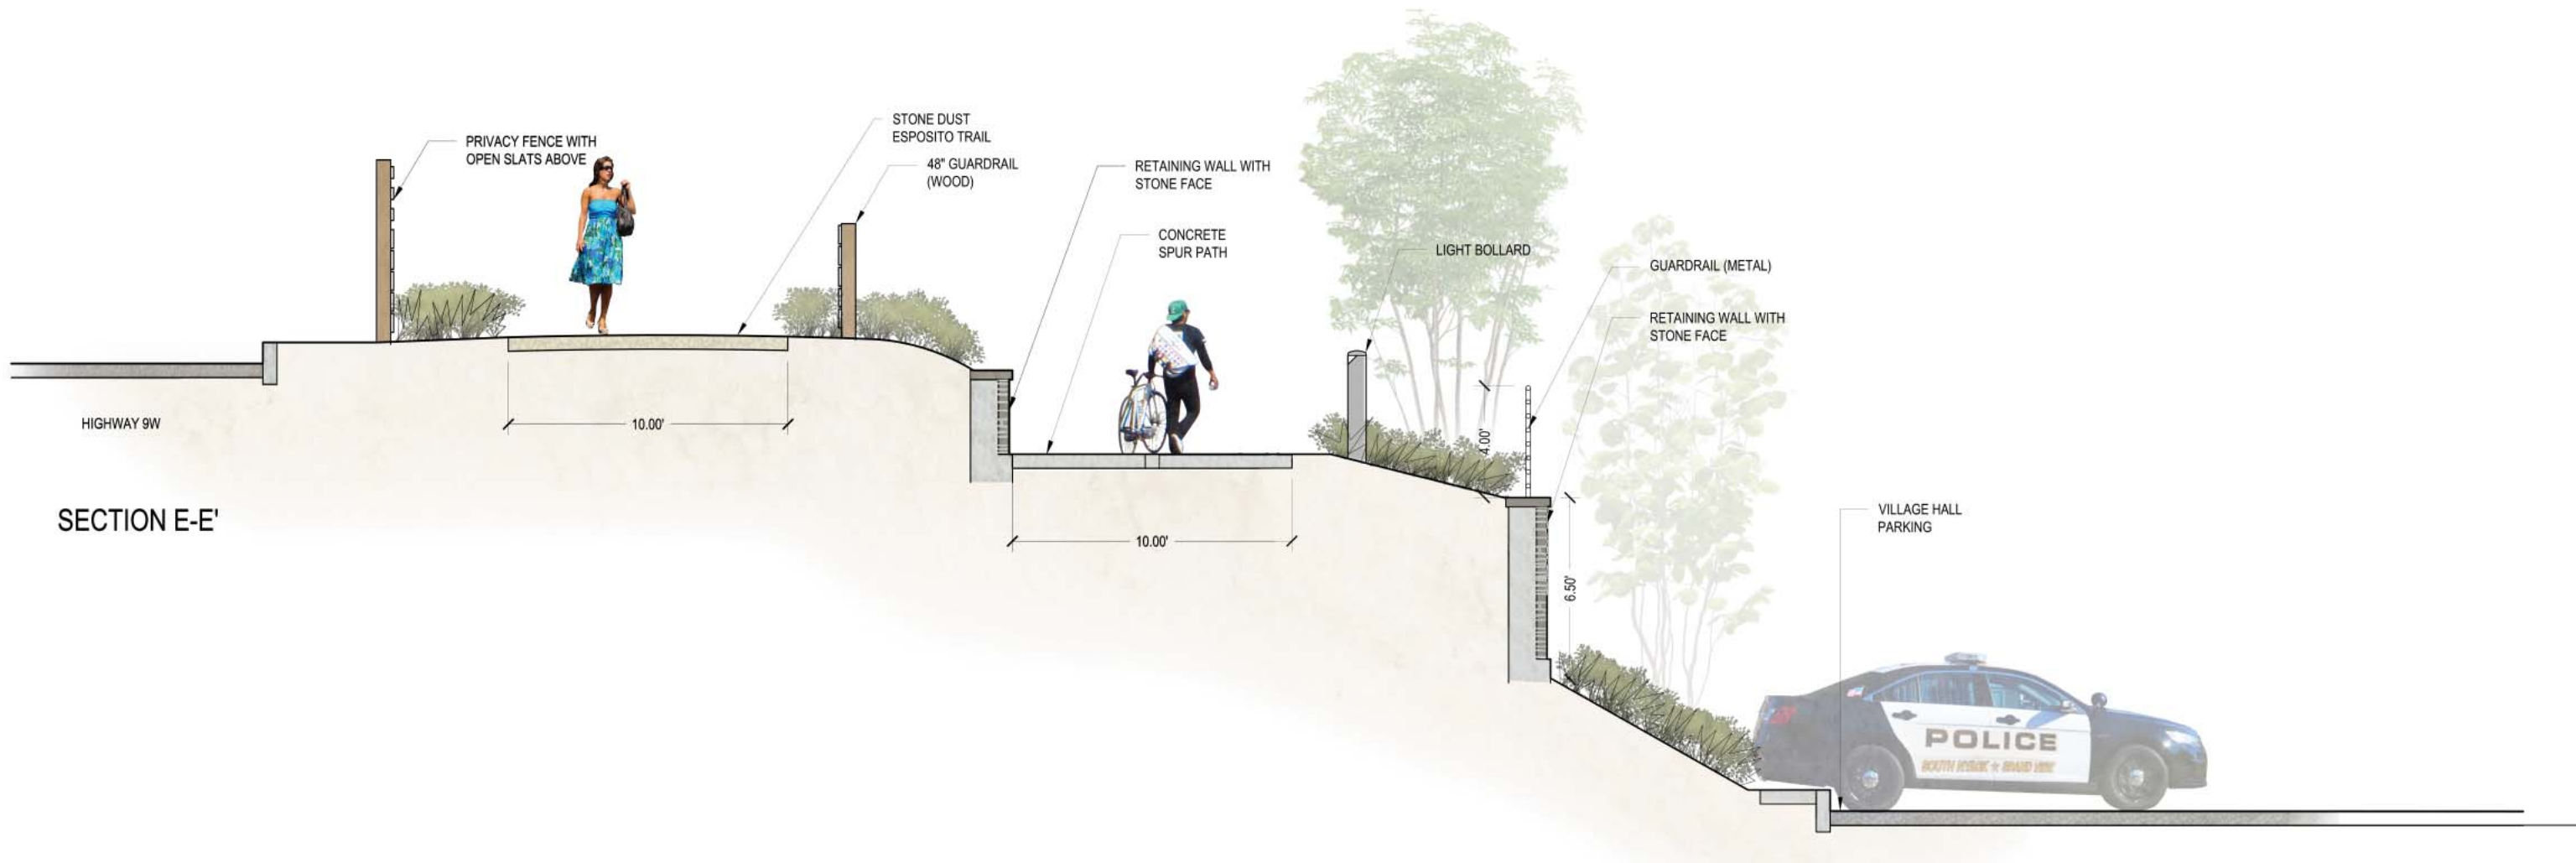 PRIVACY FENCE WITH
OPEN SLATS ABOVE
STONE DUST
ESPOSITO TRAIL
48" GUARDRAIL
(WOOD)
RETAINING WALL WITH
STONE FACE
CONCRETE
SPUR PATH
LIGHT BOLLARD
GUARDRAIL (METAL)
RETAINING WALL WITH
STONE FACE
HIGHWAY 9W
10.00'
4.00'
SECTION E-E'
10.00'
6.50'
VILLAGE HALL
PARKING
POLICE
SOUTH